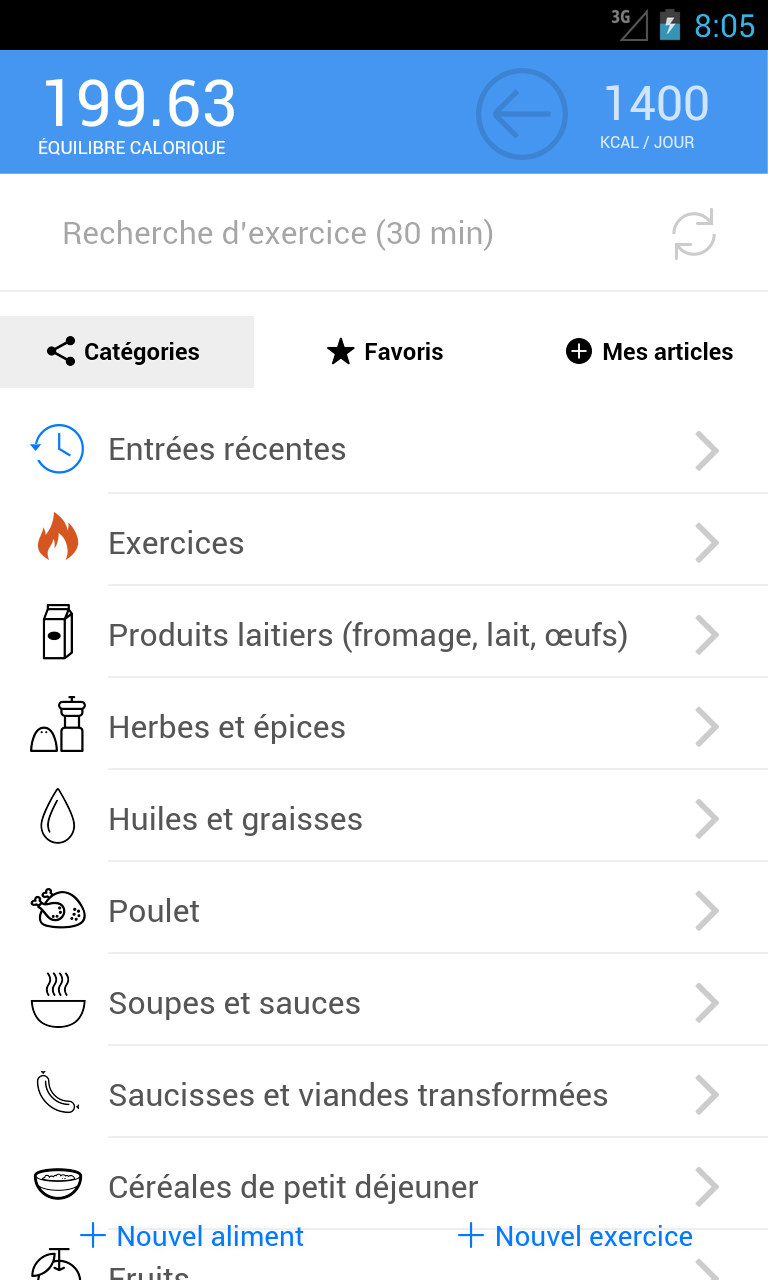 3G 8:05
199.63
ÉQUILIBRE CALORIQUE
1400
KCAL / JOUR
Recherche d'exercice (30 min)
Catégories
Favoris
Mes articles
Entrées récentes
Exercices
Produits laitiers (fromage, lait, œufs)
Herbes et épices
Huiles et graisses
Poulet
Soupes et sauces
Saucisses et viandes transformées
Céréales de petit déjeuner
Nouvel aliment
Nouvel exercice
Fruits